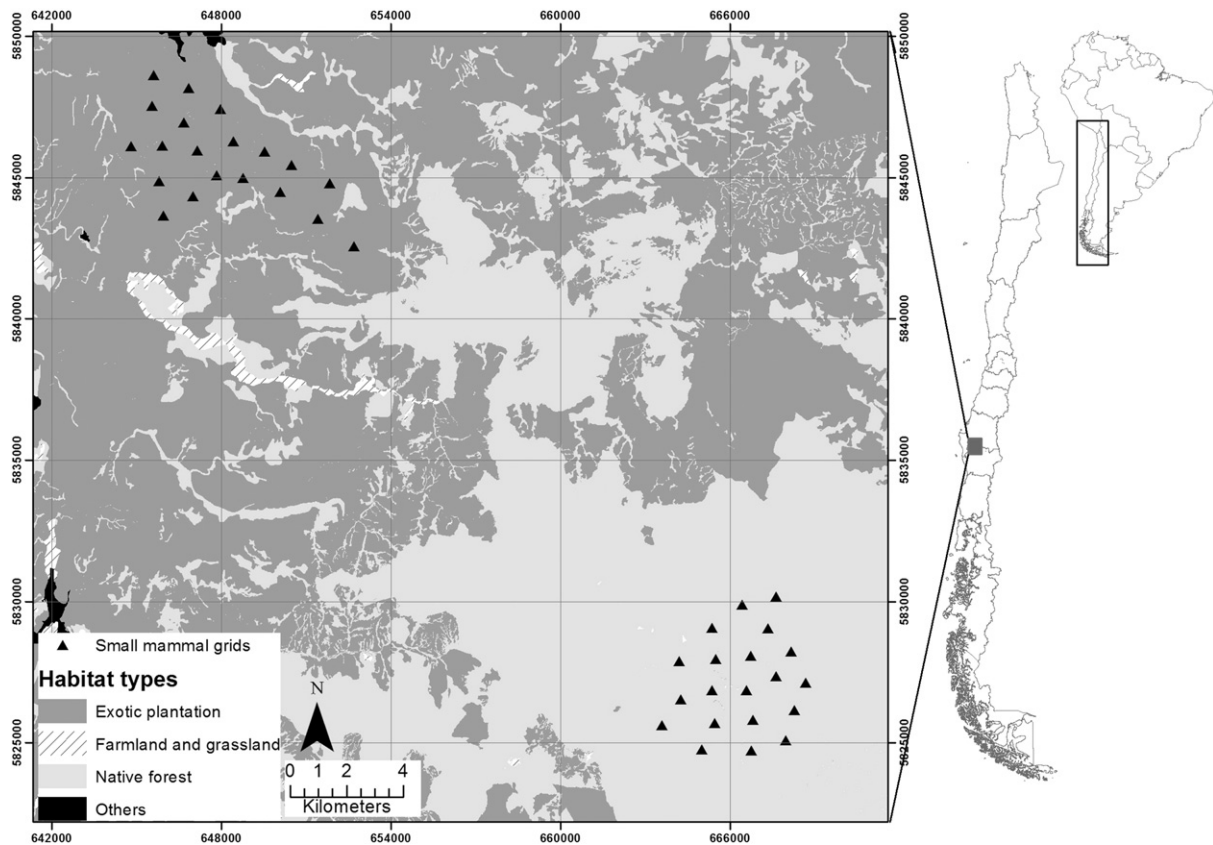 642000 648000 654000 660000 666000
5850000 5850000
5845000 5845000
5840000 5840000
5835000 5835000
5830000 5830000
5825000 5825000
Small mammal grids
Habitat types
Exotic plantation
Farmland and grassland
Native forest
Others
N
0 1 2 4
Kilometers
642000 648000 654000 660000 666000